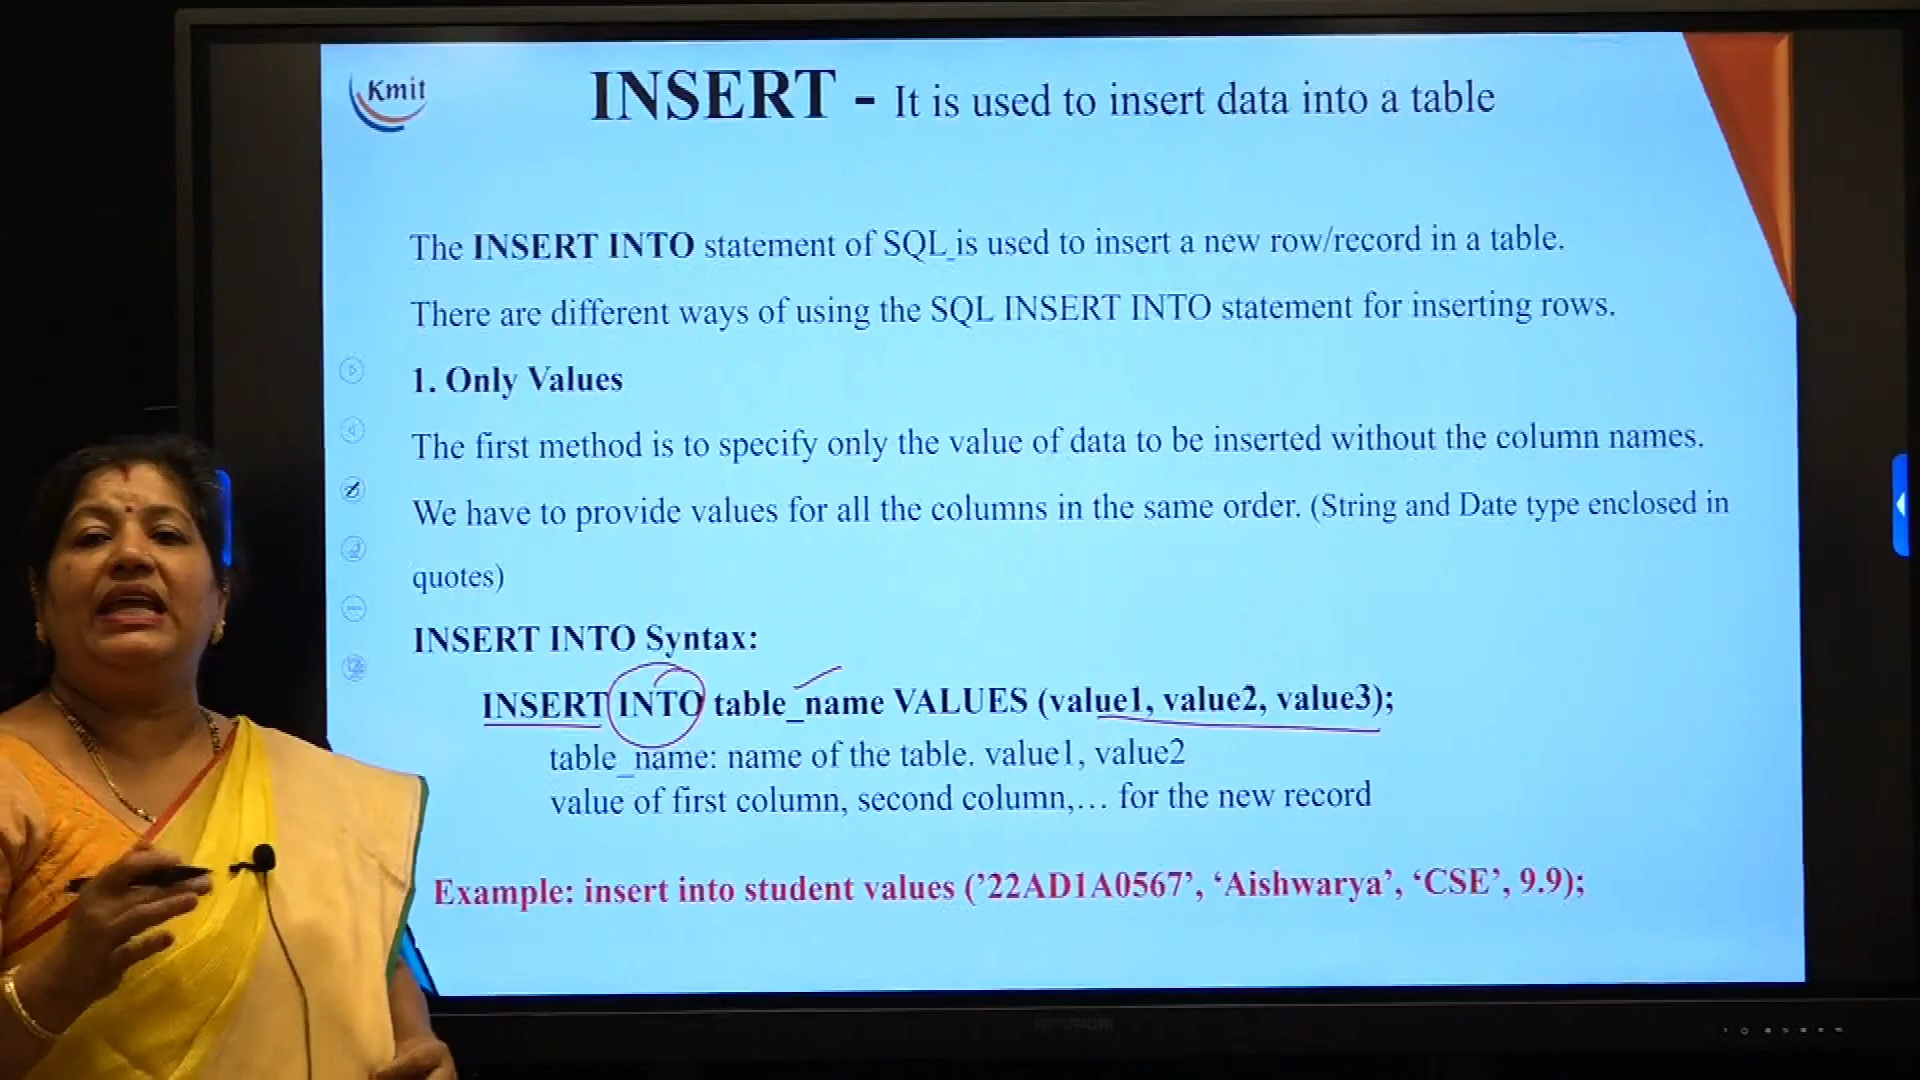 Kmit
INSERT - It is used to insert data into a table
The INSERT INTO statement of SQL is used to insert a new row/record in a table.
There are different ways of using the SQL INSERT INTO statement for inserting rows.
1. Only Values
The first method is to specify only the value of data to be inserted without the column names.
We have to provide values for all the columns in the same order. (String and Date type enclosed in
quotes)
INSERT INTO Syntax:
INSERT INTO table_name VALUES (value1, value2, value3);
table_name: name of the table. value1, value2
value of first column, second column,… for the new record
Example: insert into student values (’22AD1A0567’, ‘Aishwarya’, ‘CSE’, 9.9);